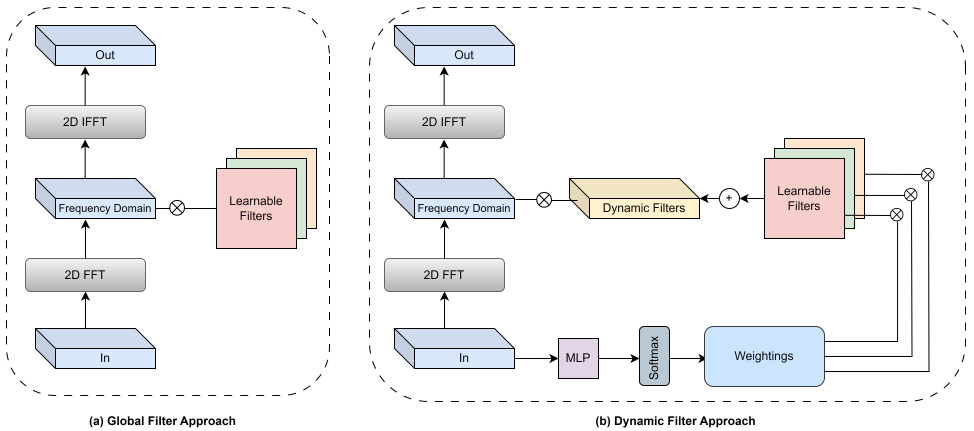 Out
2D IFFT
Frequency Domain
Learnable
Filters
2D FFT
In
(a) Global Filter Approach
Out
2D IFFT
Frequency Domain
Dynamic Filters
+
Learnable
Filters
2D FFT
In
MLP
Softmax
Weightings
(b) Dynamic Filter Approach